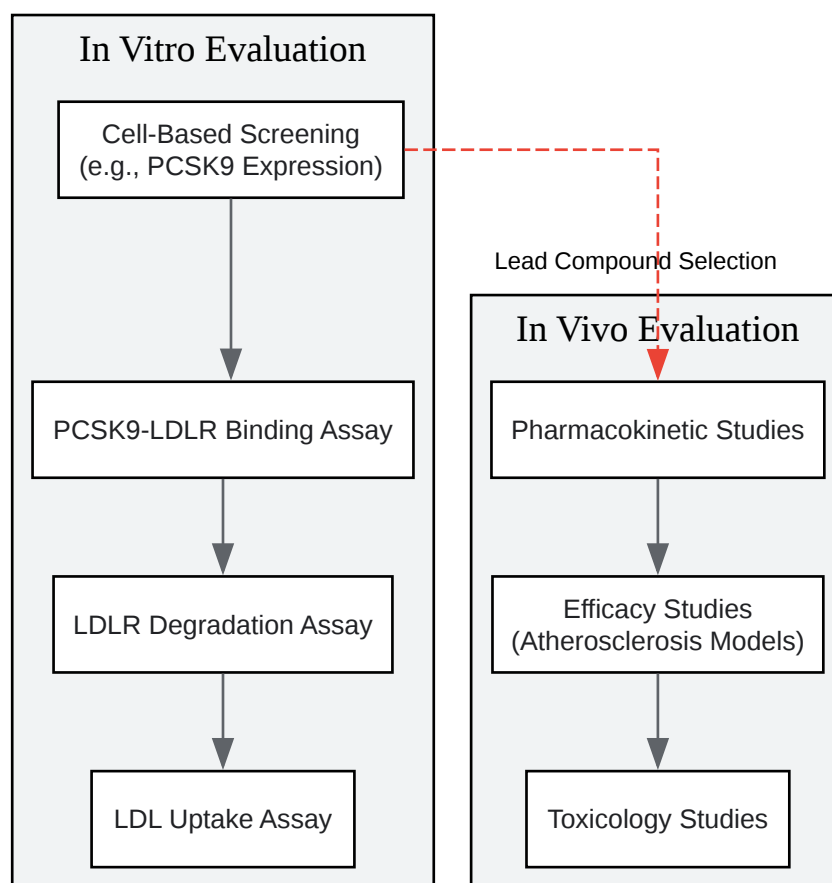 In Vitro Evaluation
Cell-Based Screening
(e.g., PCSK9 Expression)
PCSK9-LDLR Binding Assay
LDLR Degradation Assay
LDL Uptake Assay
Lead Compound Selection
In Vivo Evaluation
Pharmacokinetic Studies
Efficacy Studies
(Atherosclerosis Models)
Toxicology Studies